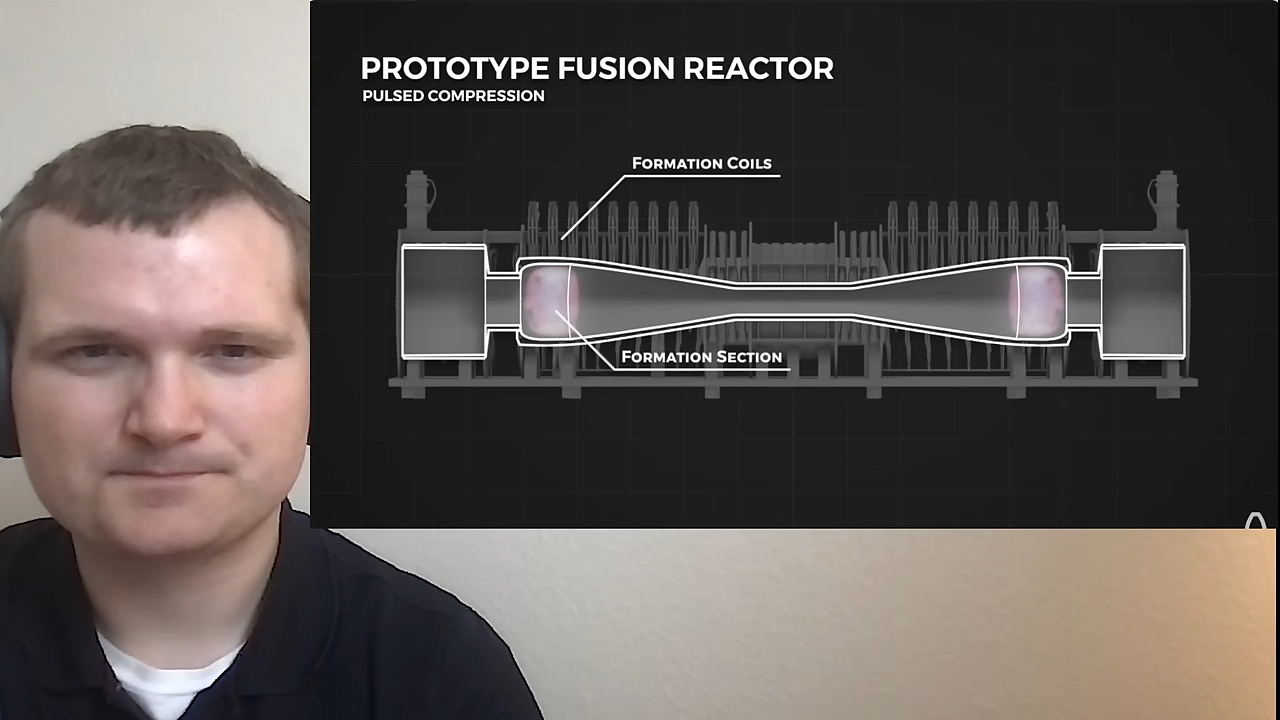 PROTOTYPE FUSION REACTOR
PULSED COMPRESSION
FORMATION COILS
FORMATION SECTION